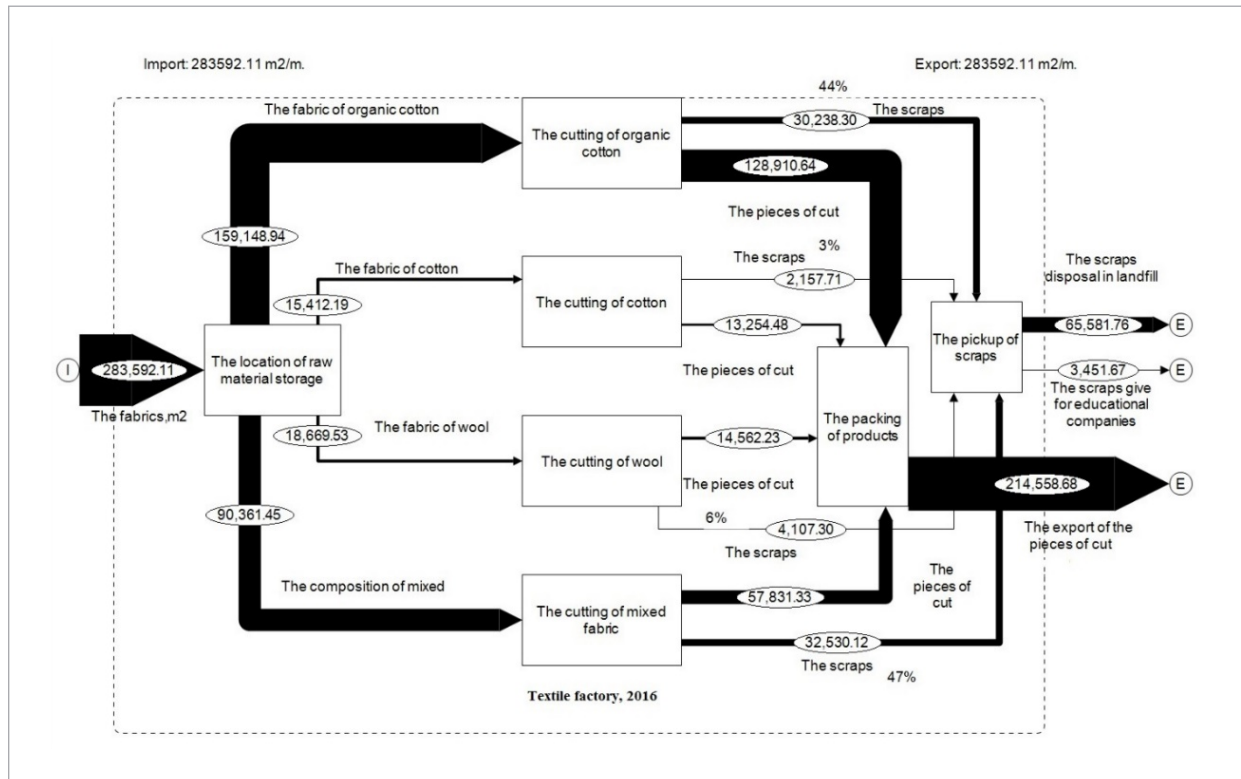 Import: 283592.11 m2/m.
Export: 283592.11 m2/m.
44%
The fabric of organic cotton
The scraps
30,238.30
The cutting of organic
cotton
128,910.64
The pieces of cut
159,148.94
3%
The scraps
The fabric of cotton
2,157.71
The scraps
disposal in landfill
15,412.19
The cutting of cotton
13,254.48
65,581.76
E
The pickup of
scraps
The location of raw
material storage
I
283,592.11
The pieces of cut
3,451.67
E
The scraps give
for educational
companies
The fabrics,m2
The packing
of products
18,669.53
The fabric of wool
14,562.23
The cutting of wool
The pieces of cut
214,558.68
E
90,361.45
6%
4,107.30
The scraps
The export of the
pieces of cut
The
pieces of
cut
The composition of mixed
57,831.33
The cutting of mixed
fabric
32,530.12
The scraps
47%
Textile factory, 2016